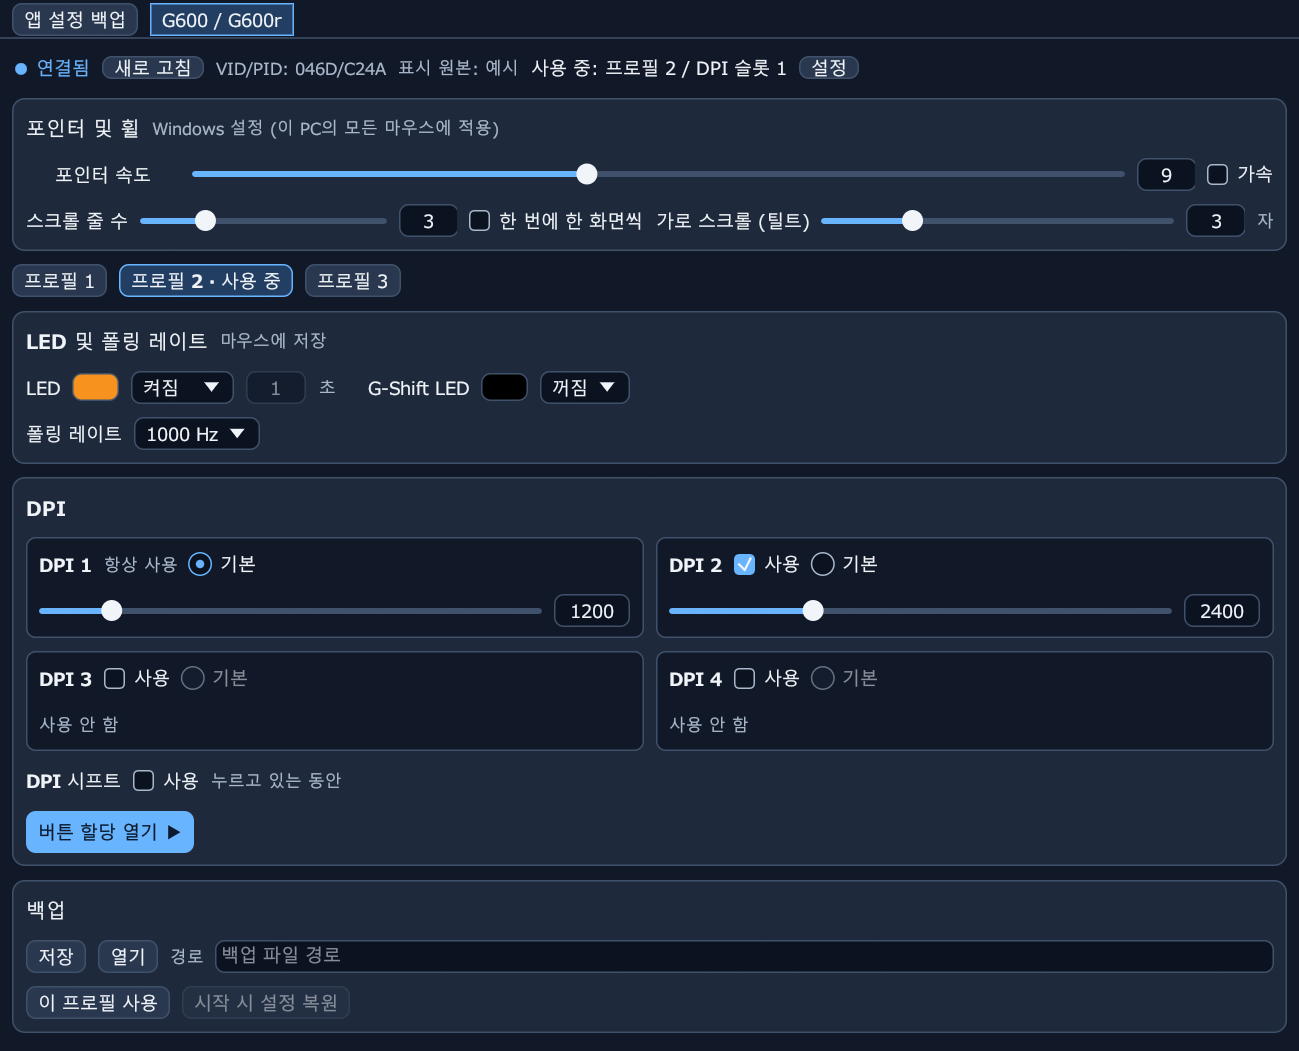 앱 설정 백업 G600 / G600r
연결됨 새로 고침 VID/PID: 046D/C24A 표시 원본: 예시 사용 중: 프로필 2 / DPI 슬롯 1 설정
포인터 및 휠 Windows 설정 (이 PC의 모든 마우스에 적용)
포인터 속도 9 가속
스크롤 줄 수 3 한 번에 한 화면씩 가로 스크롤 (틸트) 3 자
프로필 1 프로필 2 · 사용 중 프로필 3
LED 및 폴링 레이트 마우스에 저장
LED 켜짐 ▼ 1 초 G-Shift LED 꺼짐 ▼
폴링 레이트 1000 Hz ▼
DPI
DPI 1 항상 사용 기본 DPI 2 사용 기본
1200 2400
DPI 3 사용 기본 DPI 4 사용 기본
사용 안 함 사용 안 함
DPI 시프트 사용 누르고 있는 동안
버튼 할당 열기 ▶
백업
저장 열기 경로 백업 파일 경로
이 프로필 사용 시작 시 설정 복원